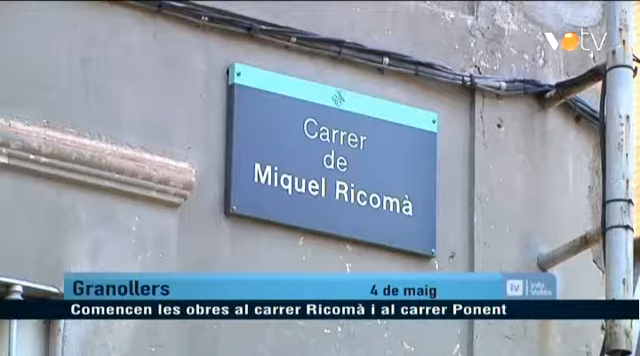 votv
Carrer
de
Miquel Ricomà
Granollers
4 de maig
iv info Vallès
Comencen les obres al carrer Ricomà i al carrer Ponent